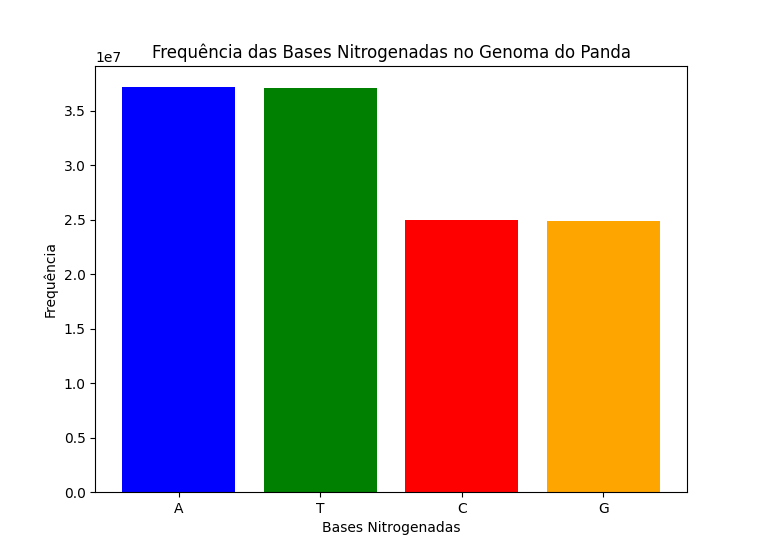 Frequência das Bases Nitrogenadas no Genoma do Panda
1e7
3.5
3.0
2.5
2.0
1.5
1.0
0.5
0.0
Frequência
A T C G
Bases Nitrogenadas